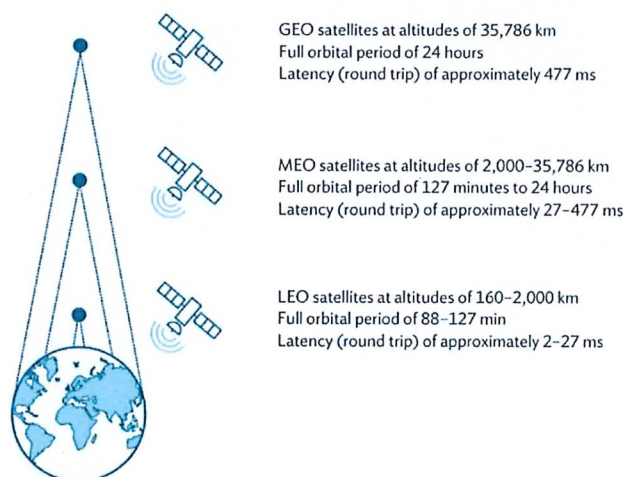 GEO satellites at altitudes of 35,786 km
Full orbital period of 24 hours
Latency (round trip) of approximately 477 ms
MEO satellites at altitudes of 2,000–35,786 km
Full orbital period of 127 minutes to 24 hours
Latency (round trip) of approximately 27–477 ms
LEO satellites at altitudes of 160–2,000 km
Full orbital period of 88–127 min
Latency (round trip) of approximately 2–27 ms